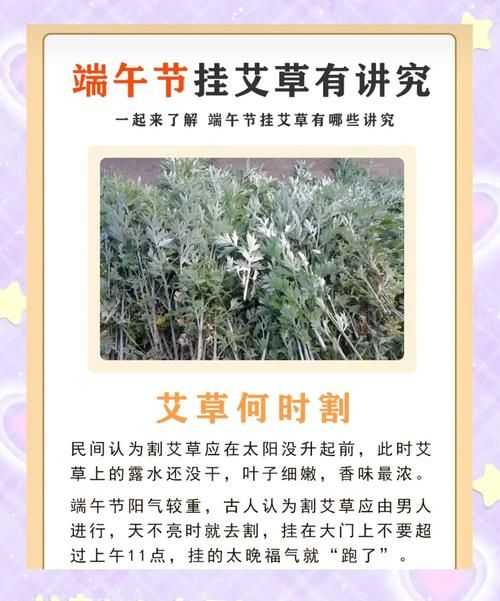 端午节挂艾草有讲究
一起来了解 端午节挂艾草有哪些讲究
艾草何时割
民间认为割艾草应在太阳没升起前，此时艾
草上的露水还没干，叶子细嫩，香味最浓。
端午节阳气较重，古人认为割艾草应由男人
进行，天不亮时就去割，挂在大门上不要超
过上午11点，挂的太晚福气就“跑了”。